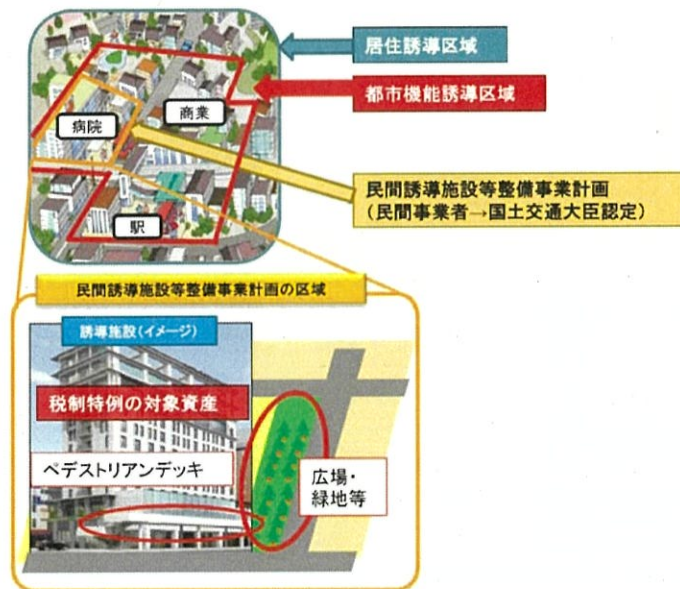 居住誘導区域
都市機能誘導区域
商業
病院
民間誘導施設等整備事業計画
(民間事業者→国土交通大臣認定)
駅
民間誘導施設等整備事業計画の区域
誘導施設(イメージ)
税制特例の対象資産
ペデストリアンデッキ
広場・
緑地等